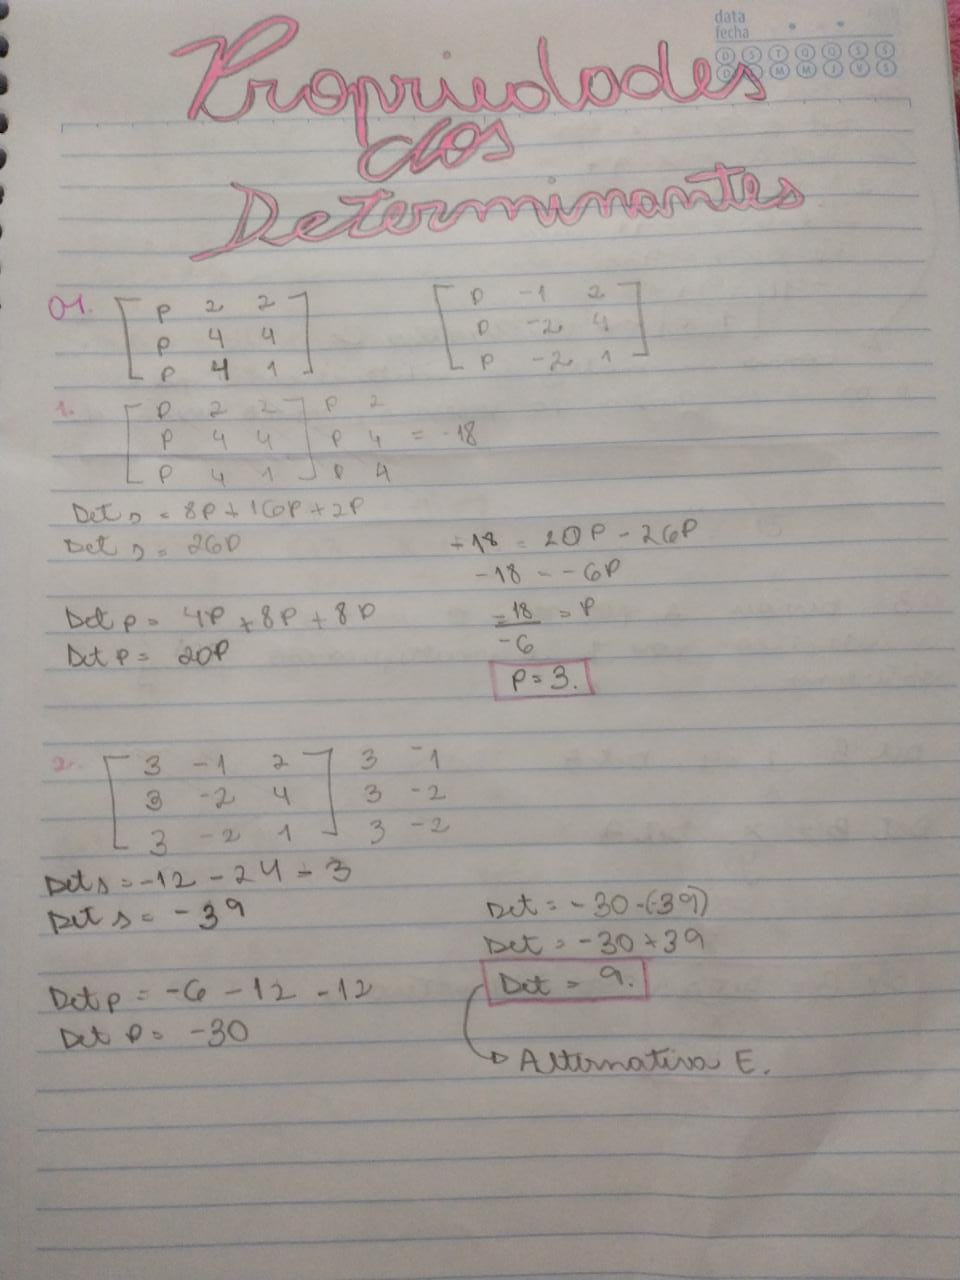 data
fecha
D S T Q Q S S
D L M M J V S
Propriedades
dos
Determinantes
01. P 2 2 P -1 2
P 4 4 P -2 4
P 4 1 P -2 1
1. P 2 2 P 2
P 4 4 P 4 = -18
P 4 1 P 4
Det s = 8P + 16P + 2P
Det s = 26P
+18 = 20P - 26P
-18 = -6P
Det P = 4P + 8P + 8P
-18 = P
-6
Det P = 20P
P = 3.
2. 3 -1 2 3 -1
3 -2 4 3 -2
3 -2 1 3 -2
Det s = -12 - 24 - 3
Det s = -39
Det = -30 -(-39)
Det = -30 + 39
Det P = -6 - 12 - 12
Det = 9.
Det P = -30
Alternativa E.